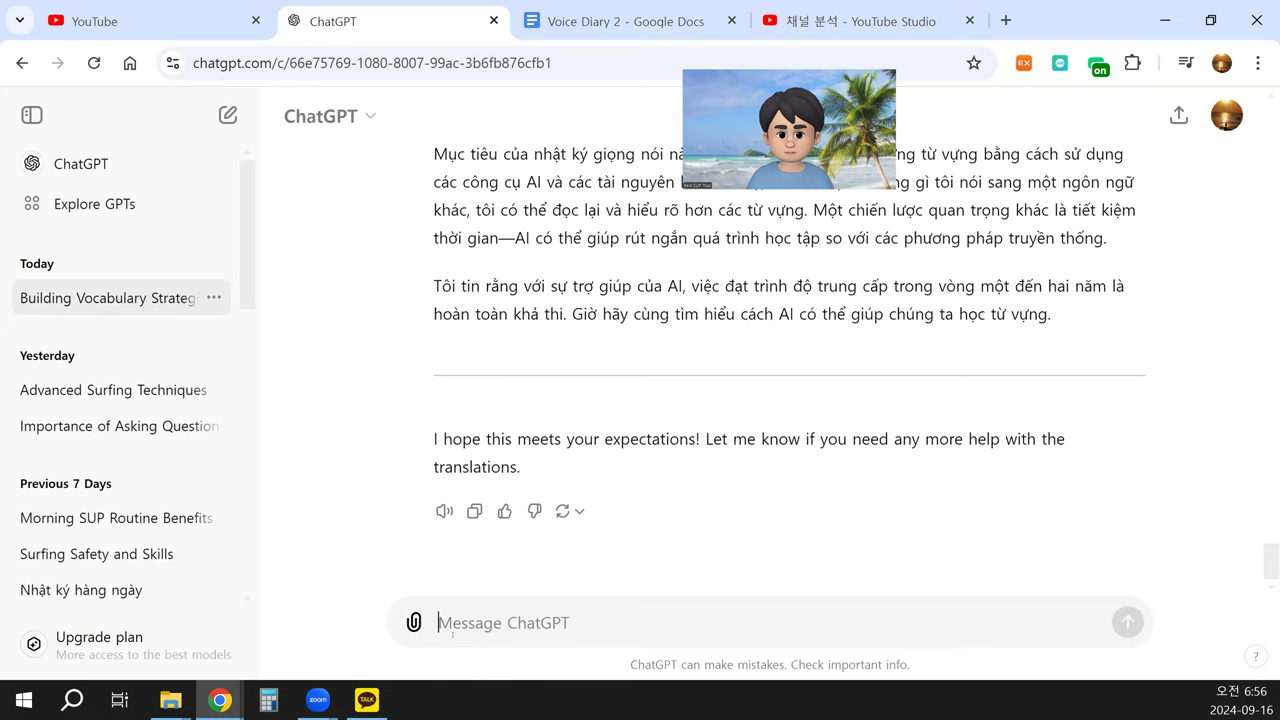 YouTube
ChatGPT
Voice Diary 2 - Google Docs
채널 분석 - YouTube Studio
chatgpt.com/c/66e75769-1080-8007-99ac-3b6fb876cfb1
EX
on
ChatGPT
ChatGPT
Explore GPTs
Today
Building Vocabulary Strateg
Yesterday
Advanced Surfing Techniques
Importance of Asking Question
Previous 7 Days
Morning SUP Routine Benefits
Surfing Safety and Skills
Nhật ký hàng ngày
Upgrade plan
More access to the best models
Mục tiêu của nhật ký giọng nói nà ng từ vựng bằng cách sử dụng
các công cụ AI và các tài nguyên g gì tôi nói sang một ngôn ngữ
khác, tôi có thể đọc lại và hiểu rõ hơn các từ vựng. Một chiến lược quan trọng khác là tiết kiệm
thời gian—AI có thể giúp rút ngắn quá trình học tập so với các phương pháp truyền thống.
Tôi tin rằng với sự trợ giúp của AI, việc đạt trình độ trung cấp trong vòng một đến hai năm là
hoàn toàn khả thi. Giờ hãy cùng tìm hiểu cách AI có thể giúp chúng ta học từ vựng.
I hope this meets your expectations! Let me know if you need any more help with the
translations.
Message ChatGPT
ChatGPT can make mistakes. Check important info.
?
zoom
TALK
오전 6:56
2024-09-16